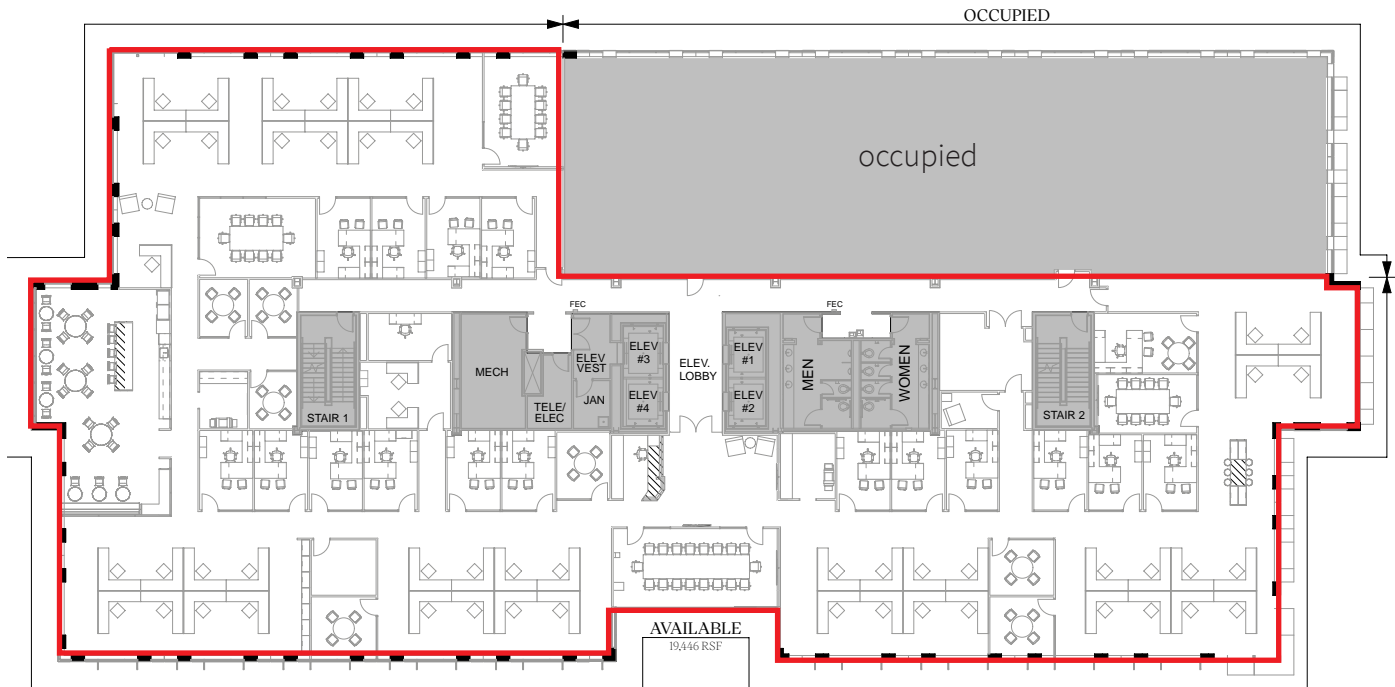 OCCUPIED
occupied
FEC
FEC
ELEV
#3
ELEV
#1
ELEV
VEST
ELEV.
LOBBY
MECH
MEN
WOMEN
TELE/
ELEC
JAN
ELEV
#4
ELEV
#2
STAIR 1
STAIR 2
AVAILABLE
19,446 RSF